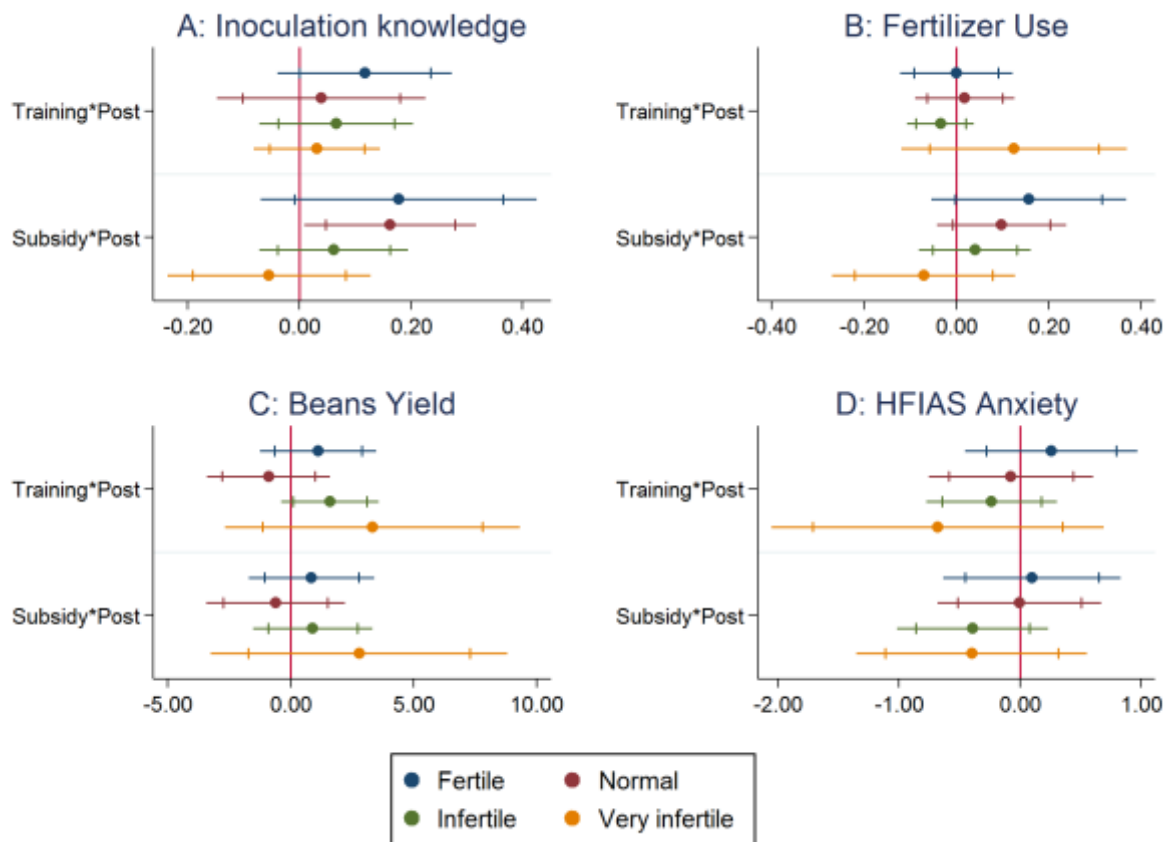 A: Inoculation knowledge
Training*Post
Subsidy*Post
-0.20 0.00 0.20 0.40
B: Fertilizer Use
Training*Post
Subsidy*Post
-0.40 -0.20 0.00 0.20 0.40
C: Beans Yield
Training*Post
Subsidy*Post
-5.00 0.00 5.00 10.00
D: HFIAS Anxiety
Training*Post
Subsidy*Post
-2.00 -1.00 0.00 1.00
Fertile Normal
Infertile Very infertile